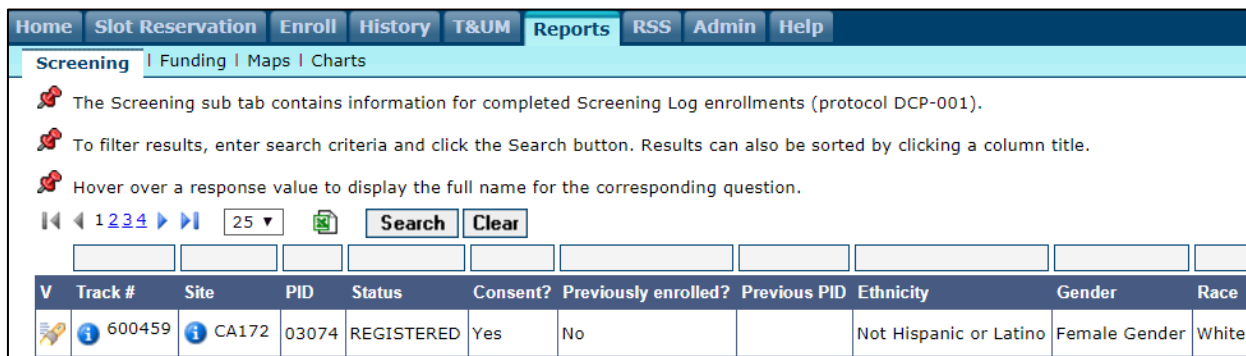 Home Slot Reservation Enroll History T&UM Reports RSS Admin Help
Screening | Funding | Maps | Charts
The Screening sub tab contains information for completed Screening Log enrollments (protocol DCP-001).
To filter results, enter search criteria and click the Search button. Results can also be sorted by clicking a column title.
Hover over a response value to display the full name for the corresponding question.
1 2 3 4 25 Search Clear
V Track # Site PID Status Consent? Previously enrolled? Previous PID Ethnicity Gender Race
600459 CA172 03074 REGISTERED Yes No Not Hispanic or Latino Female Gender White